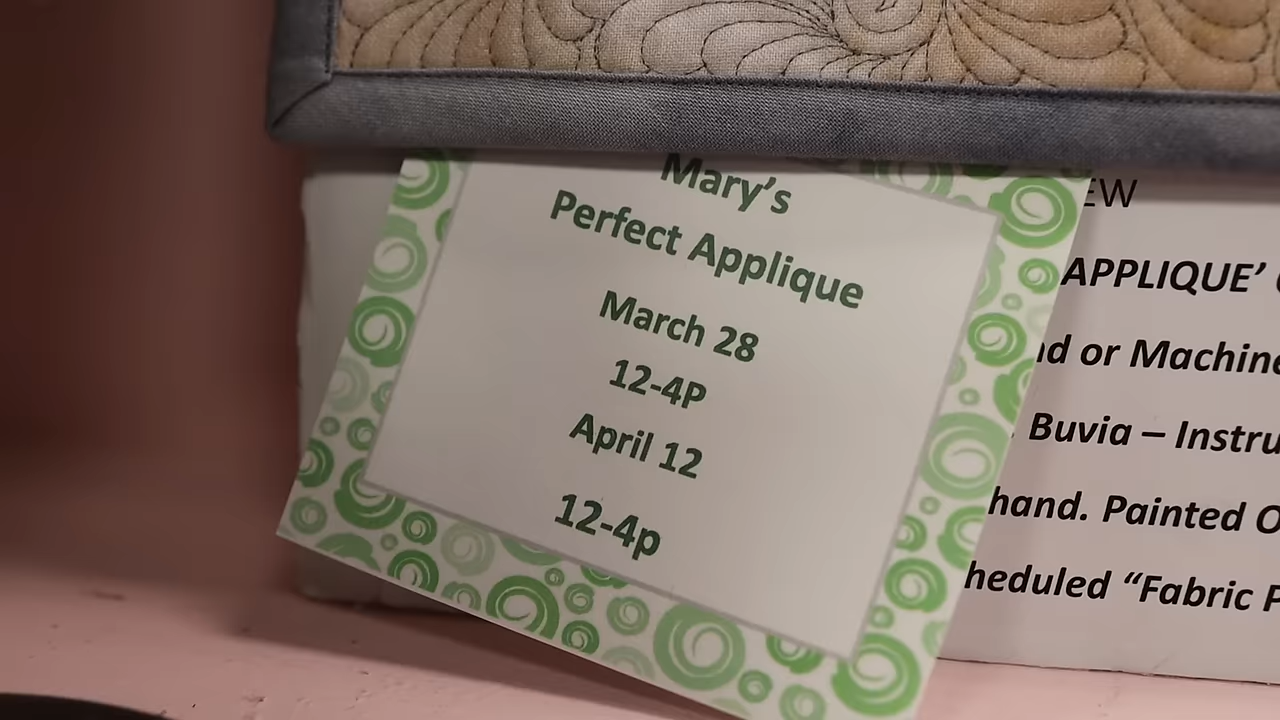 Mary's
Perfect Applique
March 28
12-4P
April 12
12-4p
EW
APPLIQUE'
or Machine
Buvia – Instru
hand. Painted O
heduled "Fabric P